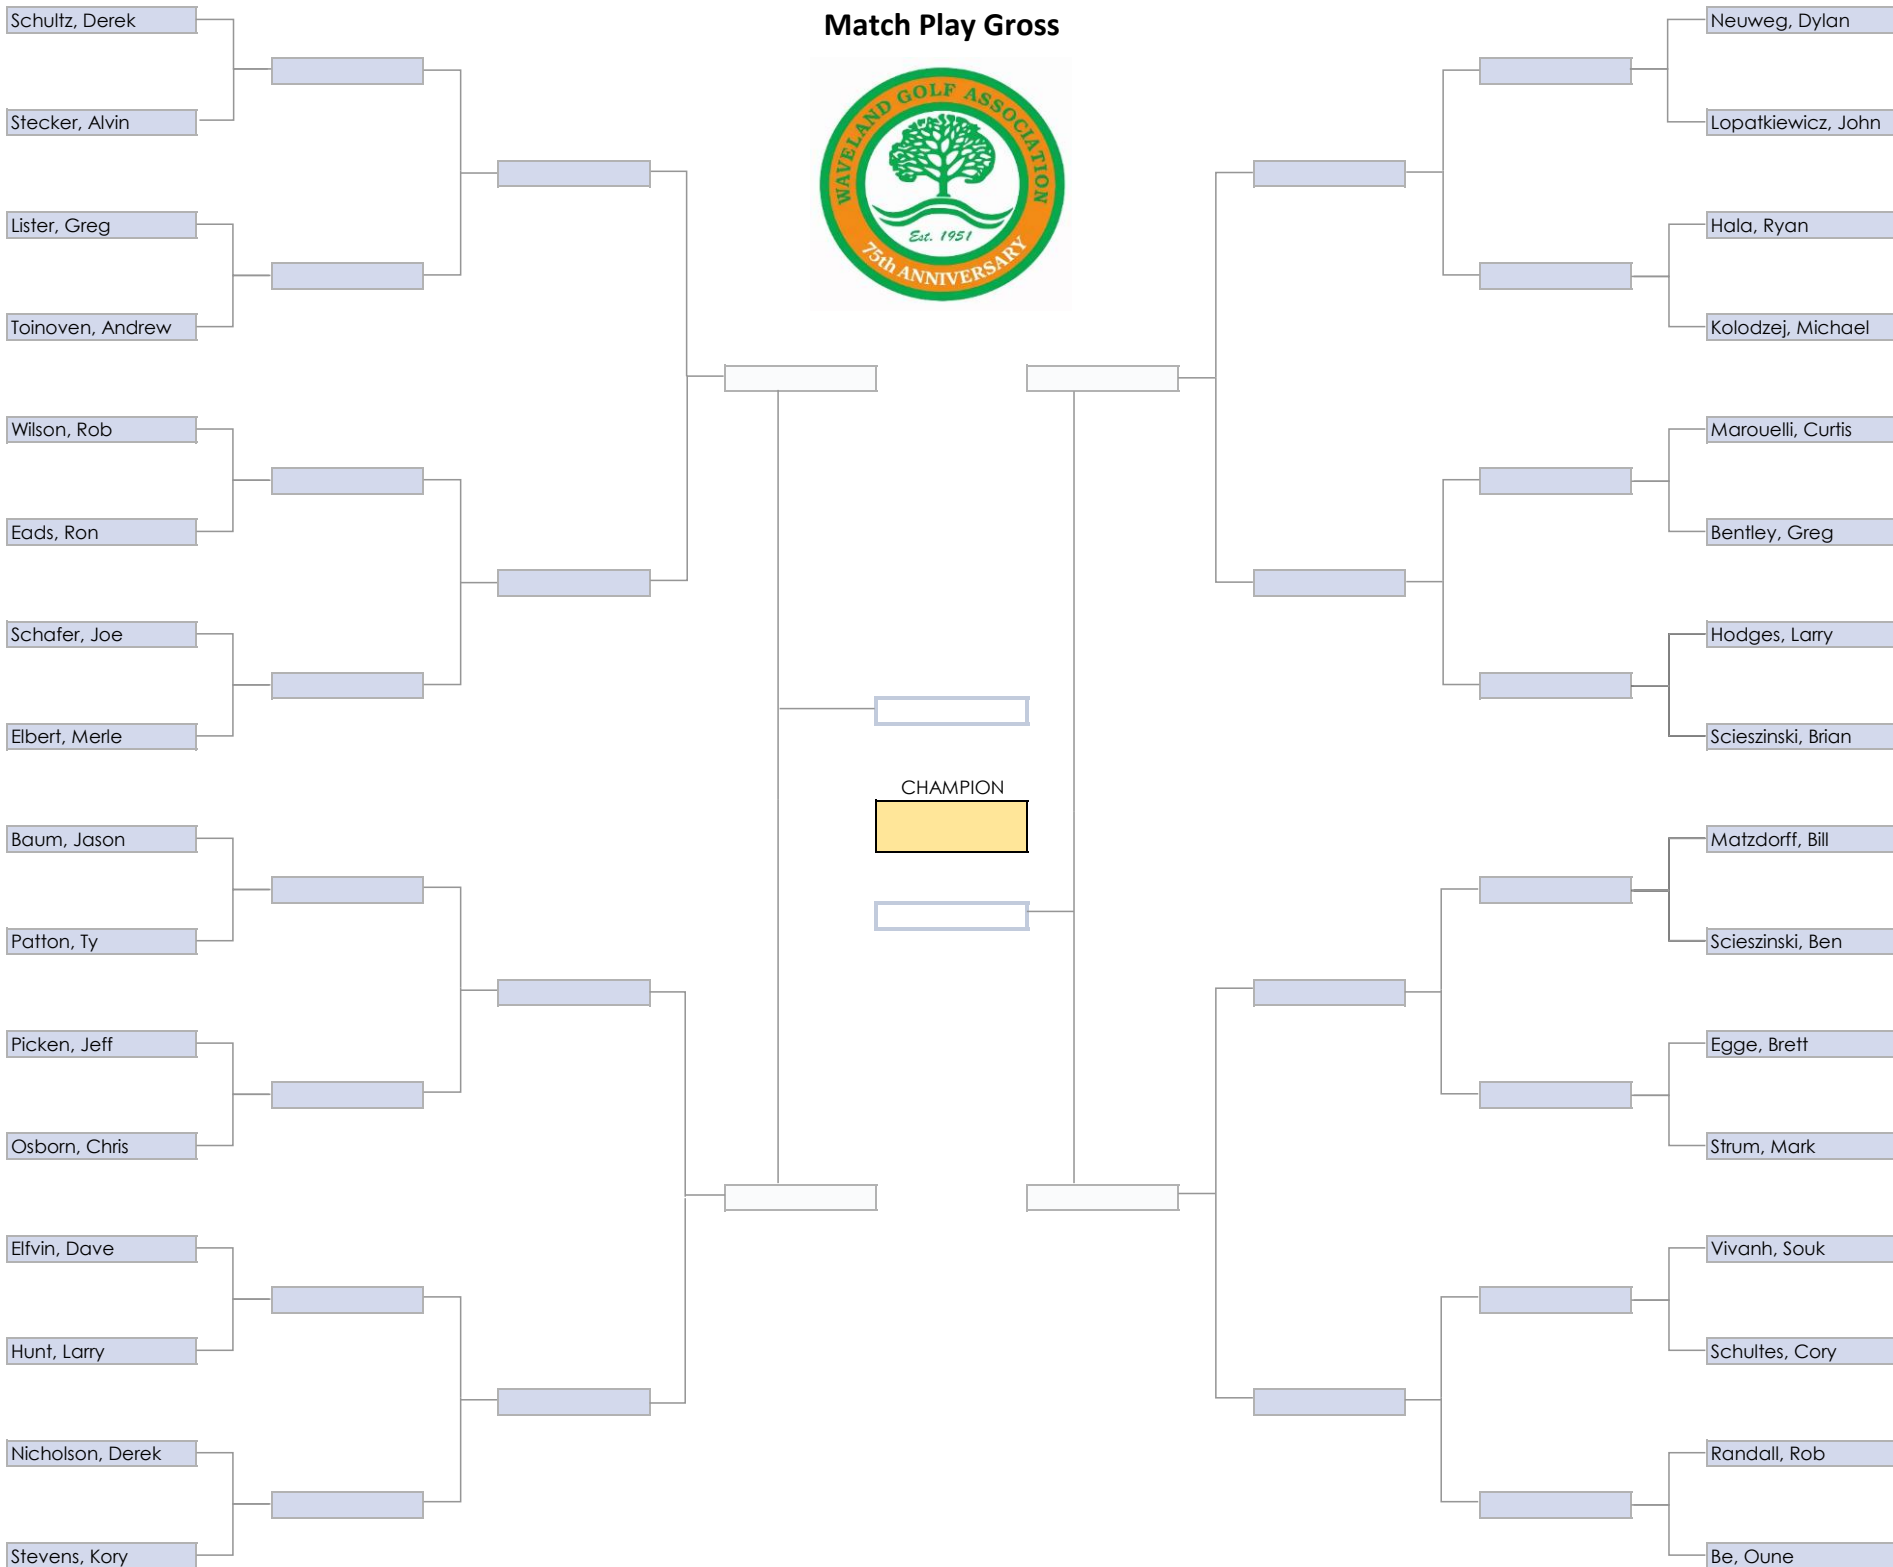 Match Play Gross
WAVELAND GOLF ASSOCIATION
Est. 1951
75th ANNIVERSARY
Schultz, Derek
Stecker, Alvin
Lister, Greg
Toinoven, Andrew
Wilson, Rob
Eads, Ron
Schafer, Joe
Elbert, Merle
Baum, Jason
Patton, Ty
Picken, Jeff
Osborn, Chris
Elfvin, Dave
Hunt, Larry
Nicholson, Derek
Stevens, Kory
CHAMPION
Neuweg, Dylan
Lopatkiewicz, John
Hala, Ryan
Kolodzej, Michael
Marouelli, Curtis
Bentley, Greg
Hodges, Larry
Scieszinski, Brian
Matzdorff, Bill
Scieszinski, Ben
Egge, Brett
Strum, Mark
Vivanh, Souk
Schultes, Cory
Randall, Rob
Be, Oune